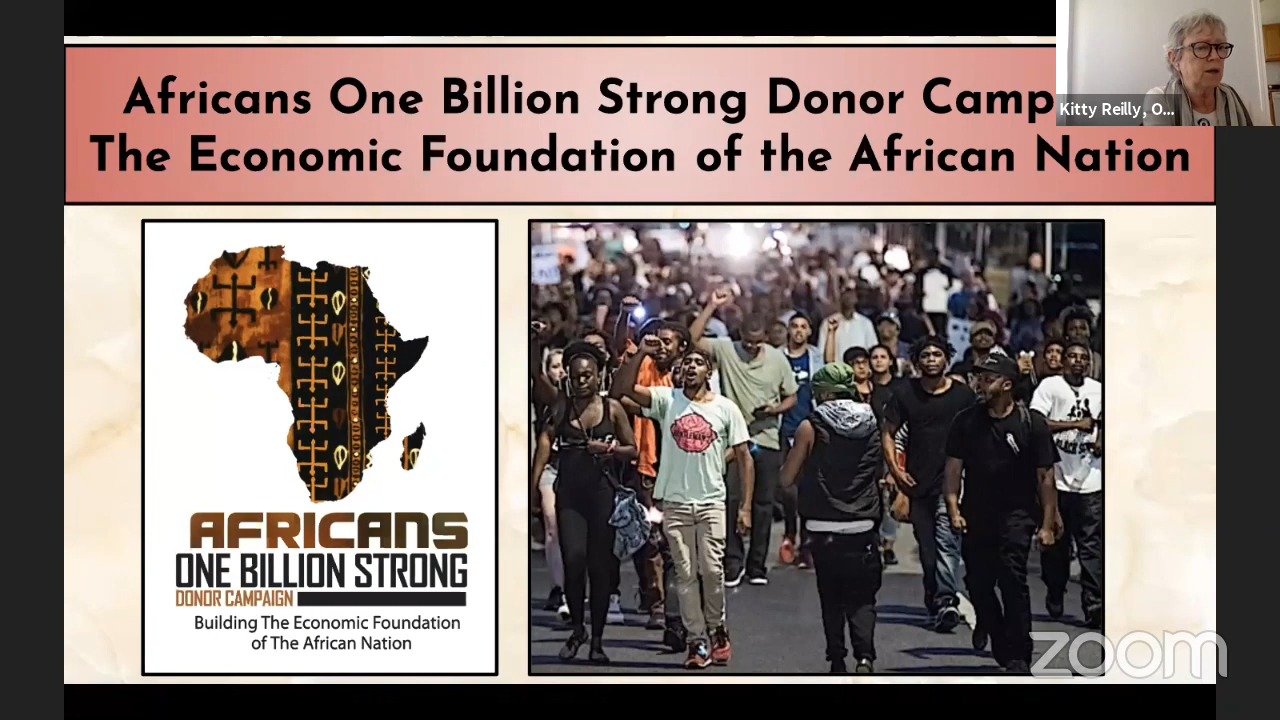 Africans One Billion Strong Donor Camp
The Economic Foundation of the African Nation
Kitty Reilly, O...
AFRICANS
ONE BILLION STRONG
DONOR CAMPAIGN
Building The Economic Foundation
of The African Nation
zoom